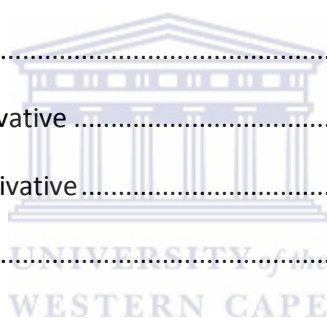 ....................................
vative ....................................
ivative....................................
....................................
UNIVERSITY of the
WESTERN CAPE